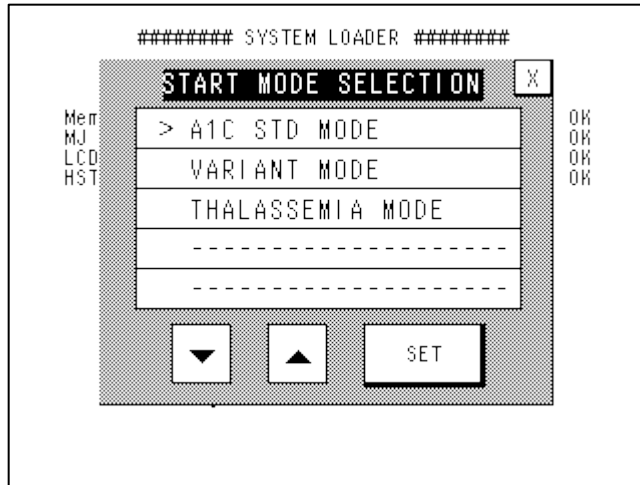 ######## SYSTEM LOADER ########
START MODE SELECTION X
Mem OK
> A1C STD MODE
MJ OK
LCD OK
VARIANT MODE
HST OK
THALASSEMIA MODE
--------------------
--------------------
SET